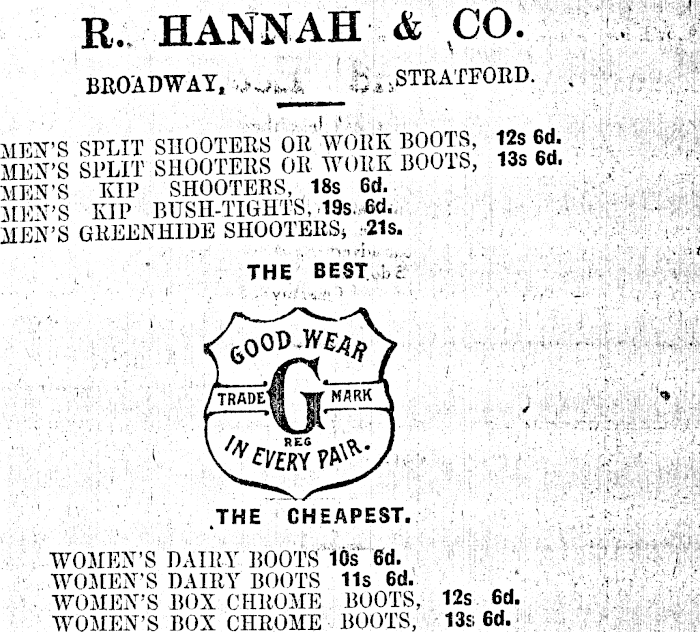 R. HANNAH & CO.
BROADWAY, STRATFORD.
MEN'S SPLIT SHOOTERS OR WORK BOOTS, 12s 6d.
MEN'S SPLIT SHOOTERS OR WORK BOOTS, 13s 6d.
MEN'S KIP SHOOTERS, 18s 6d.
MEN'S KIP BUSH-TIGHTS, 19s. 6d.
MEN'S GREENHIDE SHOOTERS, 21s.
THE BEST
GOOD WEAR
TRADE G MARK
REG
IN EVERY PAIR.
THE CHEAPEST.
WOMEN'S DAIRY BOOTS 10s 6d.
WOMEN'S DAIRY BOOTS 11s 6d.
WOMEN'S BOX CHROME BOOTS, 12s 6d.
WOMEN'S BOX CHROME BOOTS, 13s 6d.